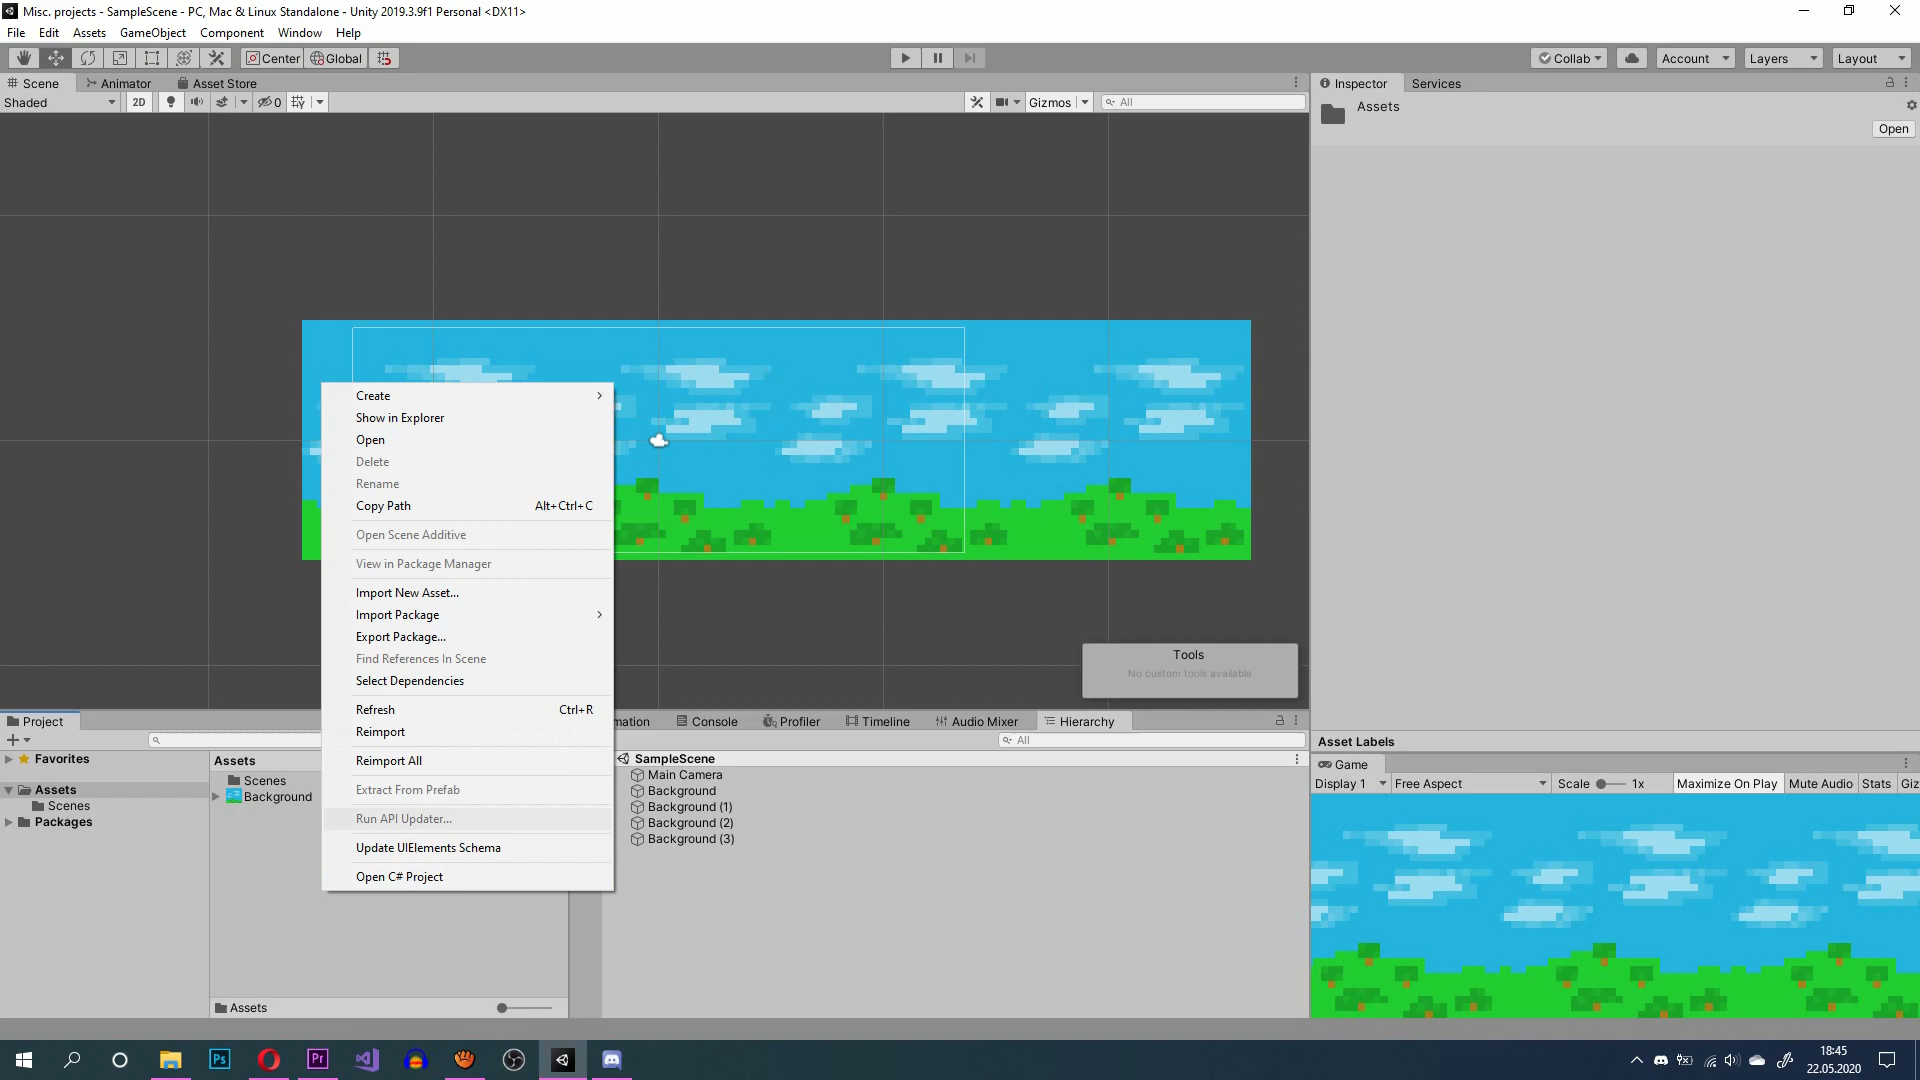 Misc. projects - SampleScene - PC, Mac & Linux Standalone - Unity 2019.3.9f1 Personal <DX11>
File Edit Assets GameObject Component Window Help
Center Global Collab Account Layers Layout
Scene Animator Asset Store
Shaded 2D 0 Gizmos All
Inspector Services
Assets
Open
Create
Show in Explorer
Open
Delete
Rename
Copy Path Alt+Ctrl+C
Open Scene Additive
View in Package Manager
Import New Asset...
Import Package
Export Package...
Find References In Scene
Select Dependencies
Refresh Ctrl+R
Reimport
Reimport All
Extract From Prefab
Run API Updater...
Update UIElements Schema
Open C# Project
Tools
No custom tools available
Project
Favorites
Assets
Scenes
Packages
Assets
Scenes
Background
Assets
mation Console Profiler Timeline Audio Mixer Hierarchy
All
SampleScene
Main Camera
Background
Background (1)
Background (2)
Background (3)
Asset Labels
Game
Display 1 Free Aspect Scale 1x Maximize On Play Mute Audio Stats Giz
Ps Pr
18:45
22.05.2020